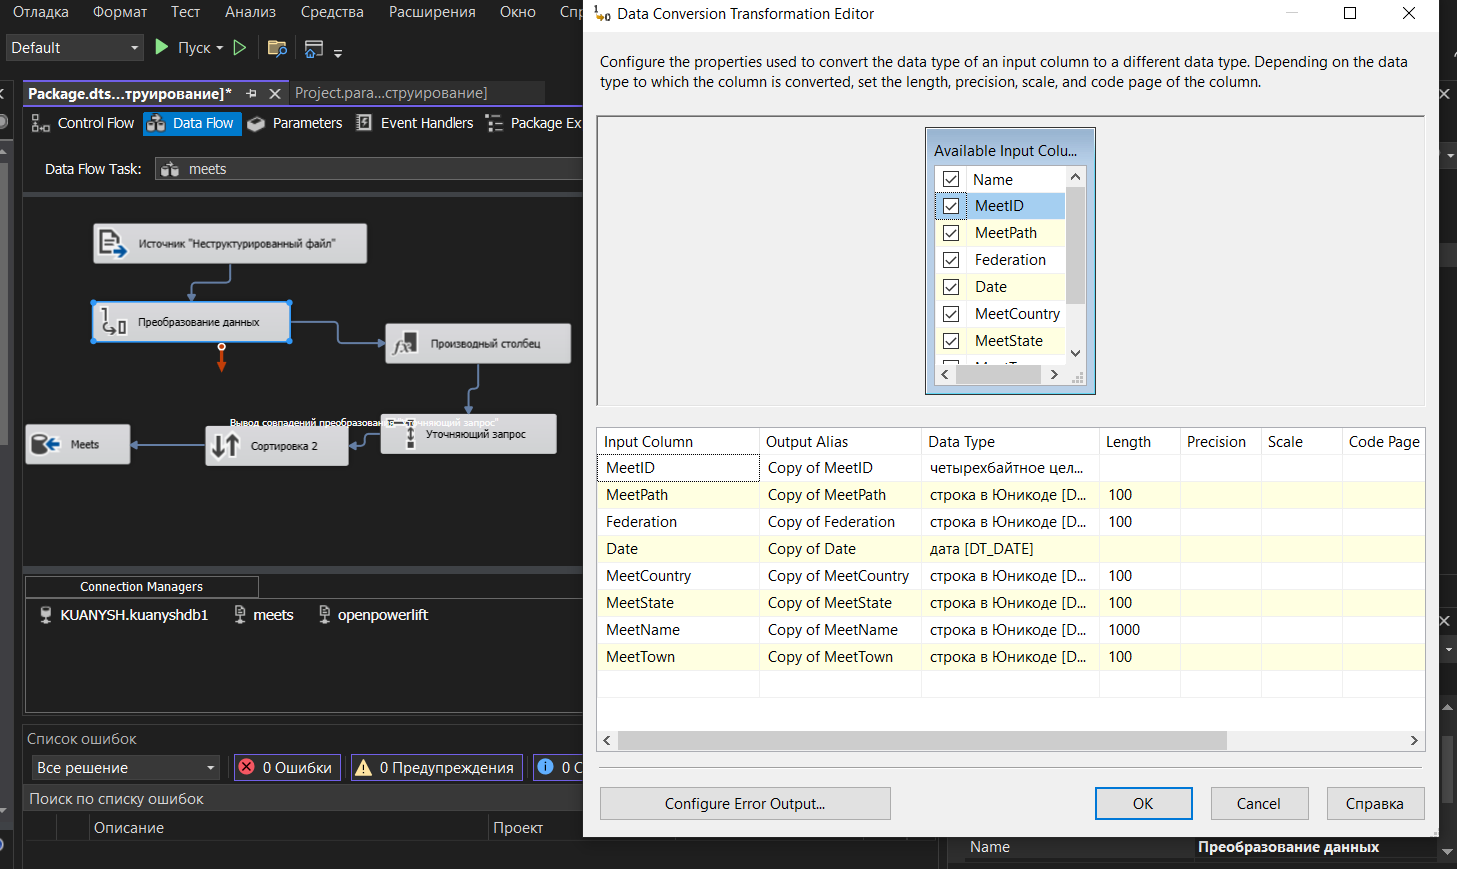 Отладка Формат Тест Анализ Средства Расширения Окно Спр
Default Пуск
Package.dts...труирование]* Project.para...струирование]
Control Flow Data Flow Parameters Event Handlers Package Ex
Data Flow Task: meets
Источник "Неструктурированный файл"
Преобразование данных
Производный столбец
Вывод совпадений преобразования "Уточняющий запрос"
Meets
Сортировка 2
Уточняющий запрос
Connection Managers
KUANYSH.kuanyshdb1 meets openpowerlift
Список ошибок
Все решение 0 Ошибки 0 Предупреждения 0 С
Поиск по списку ошибок
Описание Проект
Data Conversion Transformation Editor
Configure the properties used to convert the data type of an input column to a different data type. Depending on the data
type to which the column is converted, set the length, precision, scale, and code page of the column.
Available Input Colu...
Name
MeetID
MeetPath
Federation
Date
MeetCountry
MeetState
Input Column Output Alias Data Type Length Precision Scale Code Page
MeetID Copy of MeetID четырехбайтное цел...
MeetPath Copy of MeetPath строка в Юникоде [D... 100
Federation Copy of Federation строка в Юникоде [D... 100
Date Copy of Date дата [DT_DATE]
MeetCountry Copy of MeetCountry строка в Юникоде [D... 100
MeetState Copy of MeetState строка в Юникоде [D... 100
MeetName Copy of MeetName строка в Юникоде [D... 1000
MeetTown Copy of MeetTown строка в Юникоде [D... 100
Configure Error Output... OK Cancel Справка
Name Преобразование данных